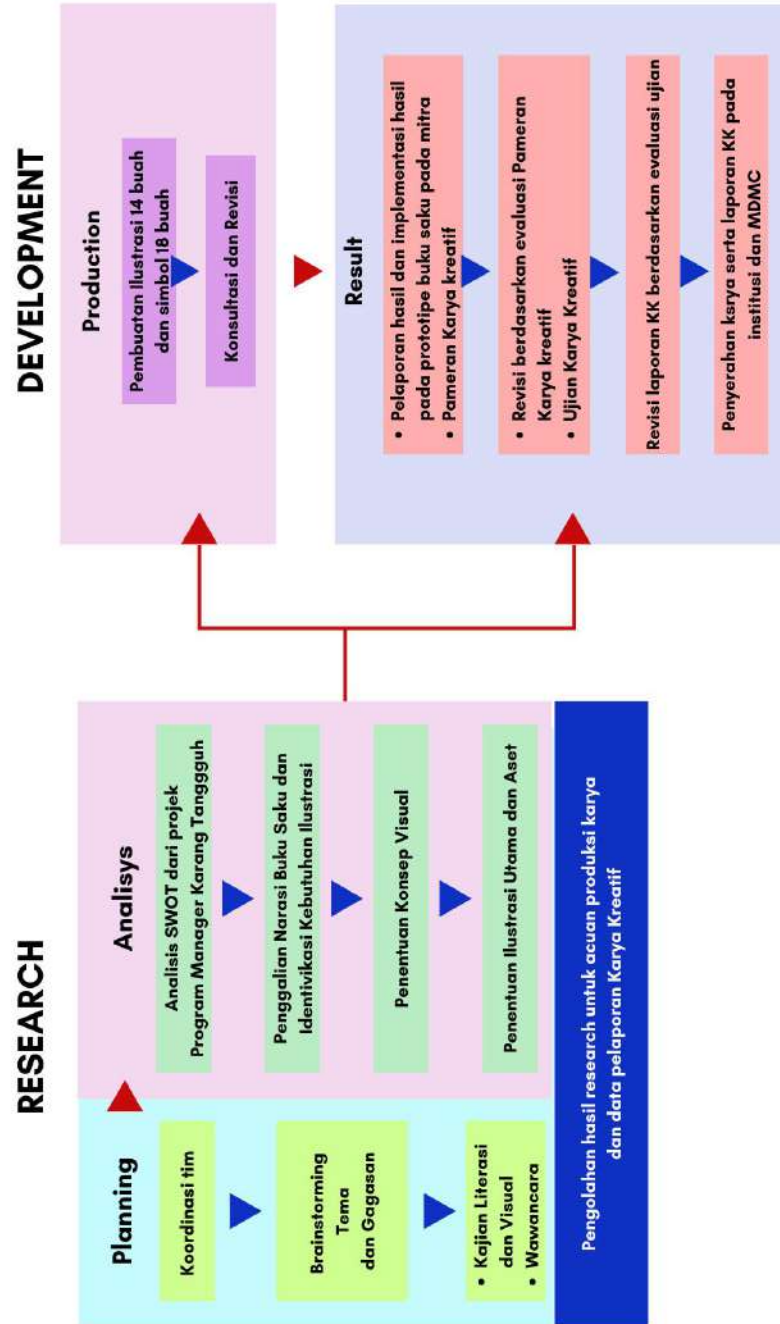 RESEARCH
Planning
Koordinasi tim
Brainstorming
Tema
dan Gagasan
• Kajian Literasi
dan Visual
• Wawancara
Analisys
Analisis SWOT dari projek
Program Manager Karang Tanggguh
Penggalian Narasi Buku Saku dan
Identivikasi Kebutuhan Ilustrasi
Penentuan Konsep Visual
Penentuan Ilustrasi Utama dan Aset
Pengolahan hasil research untuk acuan produksi karya
dan data pelaporan Karya Kreatif
DEVELOPMENT
Production
Pembuatan Ilustrasi 14 buah
dan simbol 18 buah
Konsultasi dan Revisi
Result
• Pelaporan hasil dan implementasi hasil
pada prototipe buku saku pada mitra
• Pameran Karya kreatif
• Revisi berdasarkan evaluasi Pameran
Karya kreatif
• Ujian Karya Kreatif
Revisi laporan KK berdasarkan evaluasi ujian
Penyerahan ksrya serta laporan KK pada
institusi dan MDMC